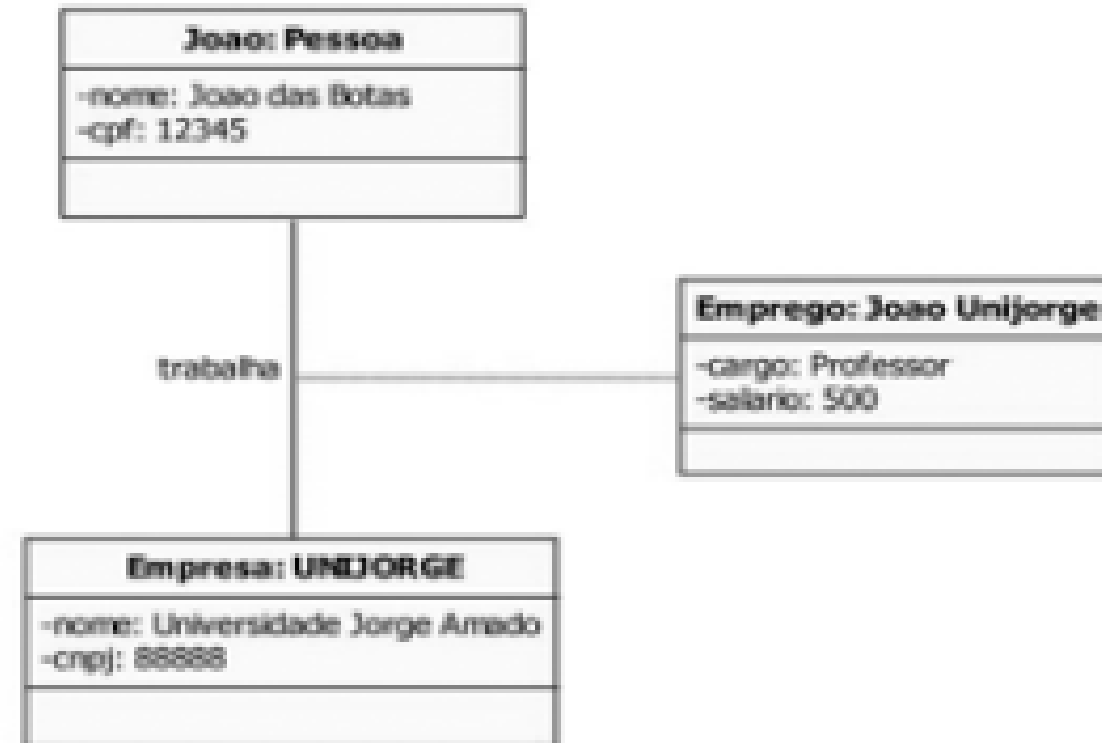 Joao: Pessoa
-nome: Joao das Botas
-cpf: 12345
trabalha
Emprego: Joao Unijorge
-cargo: Professor
-salario: 500
Empresa: UNIJORGE
-nome: Universidade Jorge Amado
-cnpj: 88888